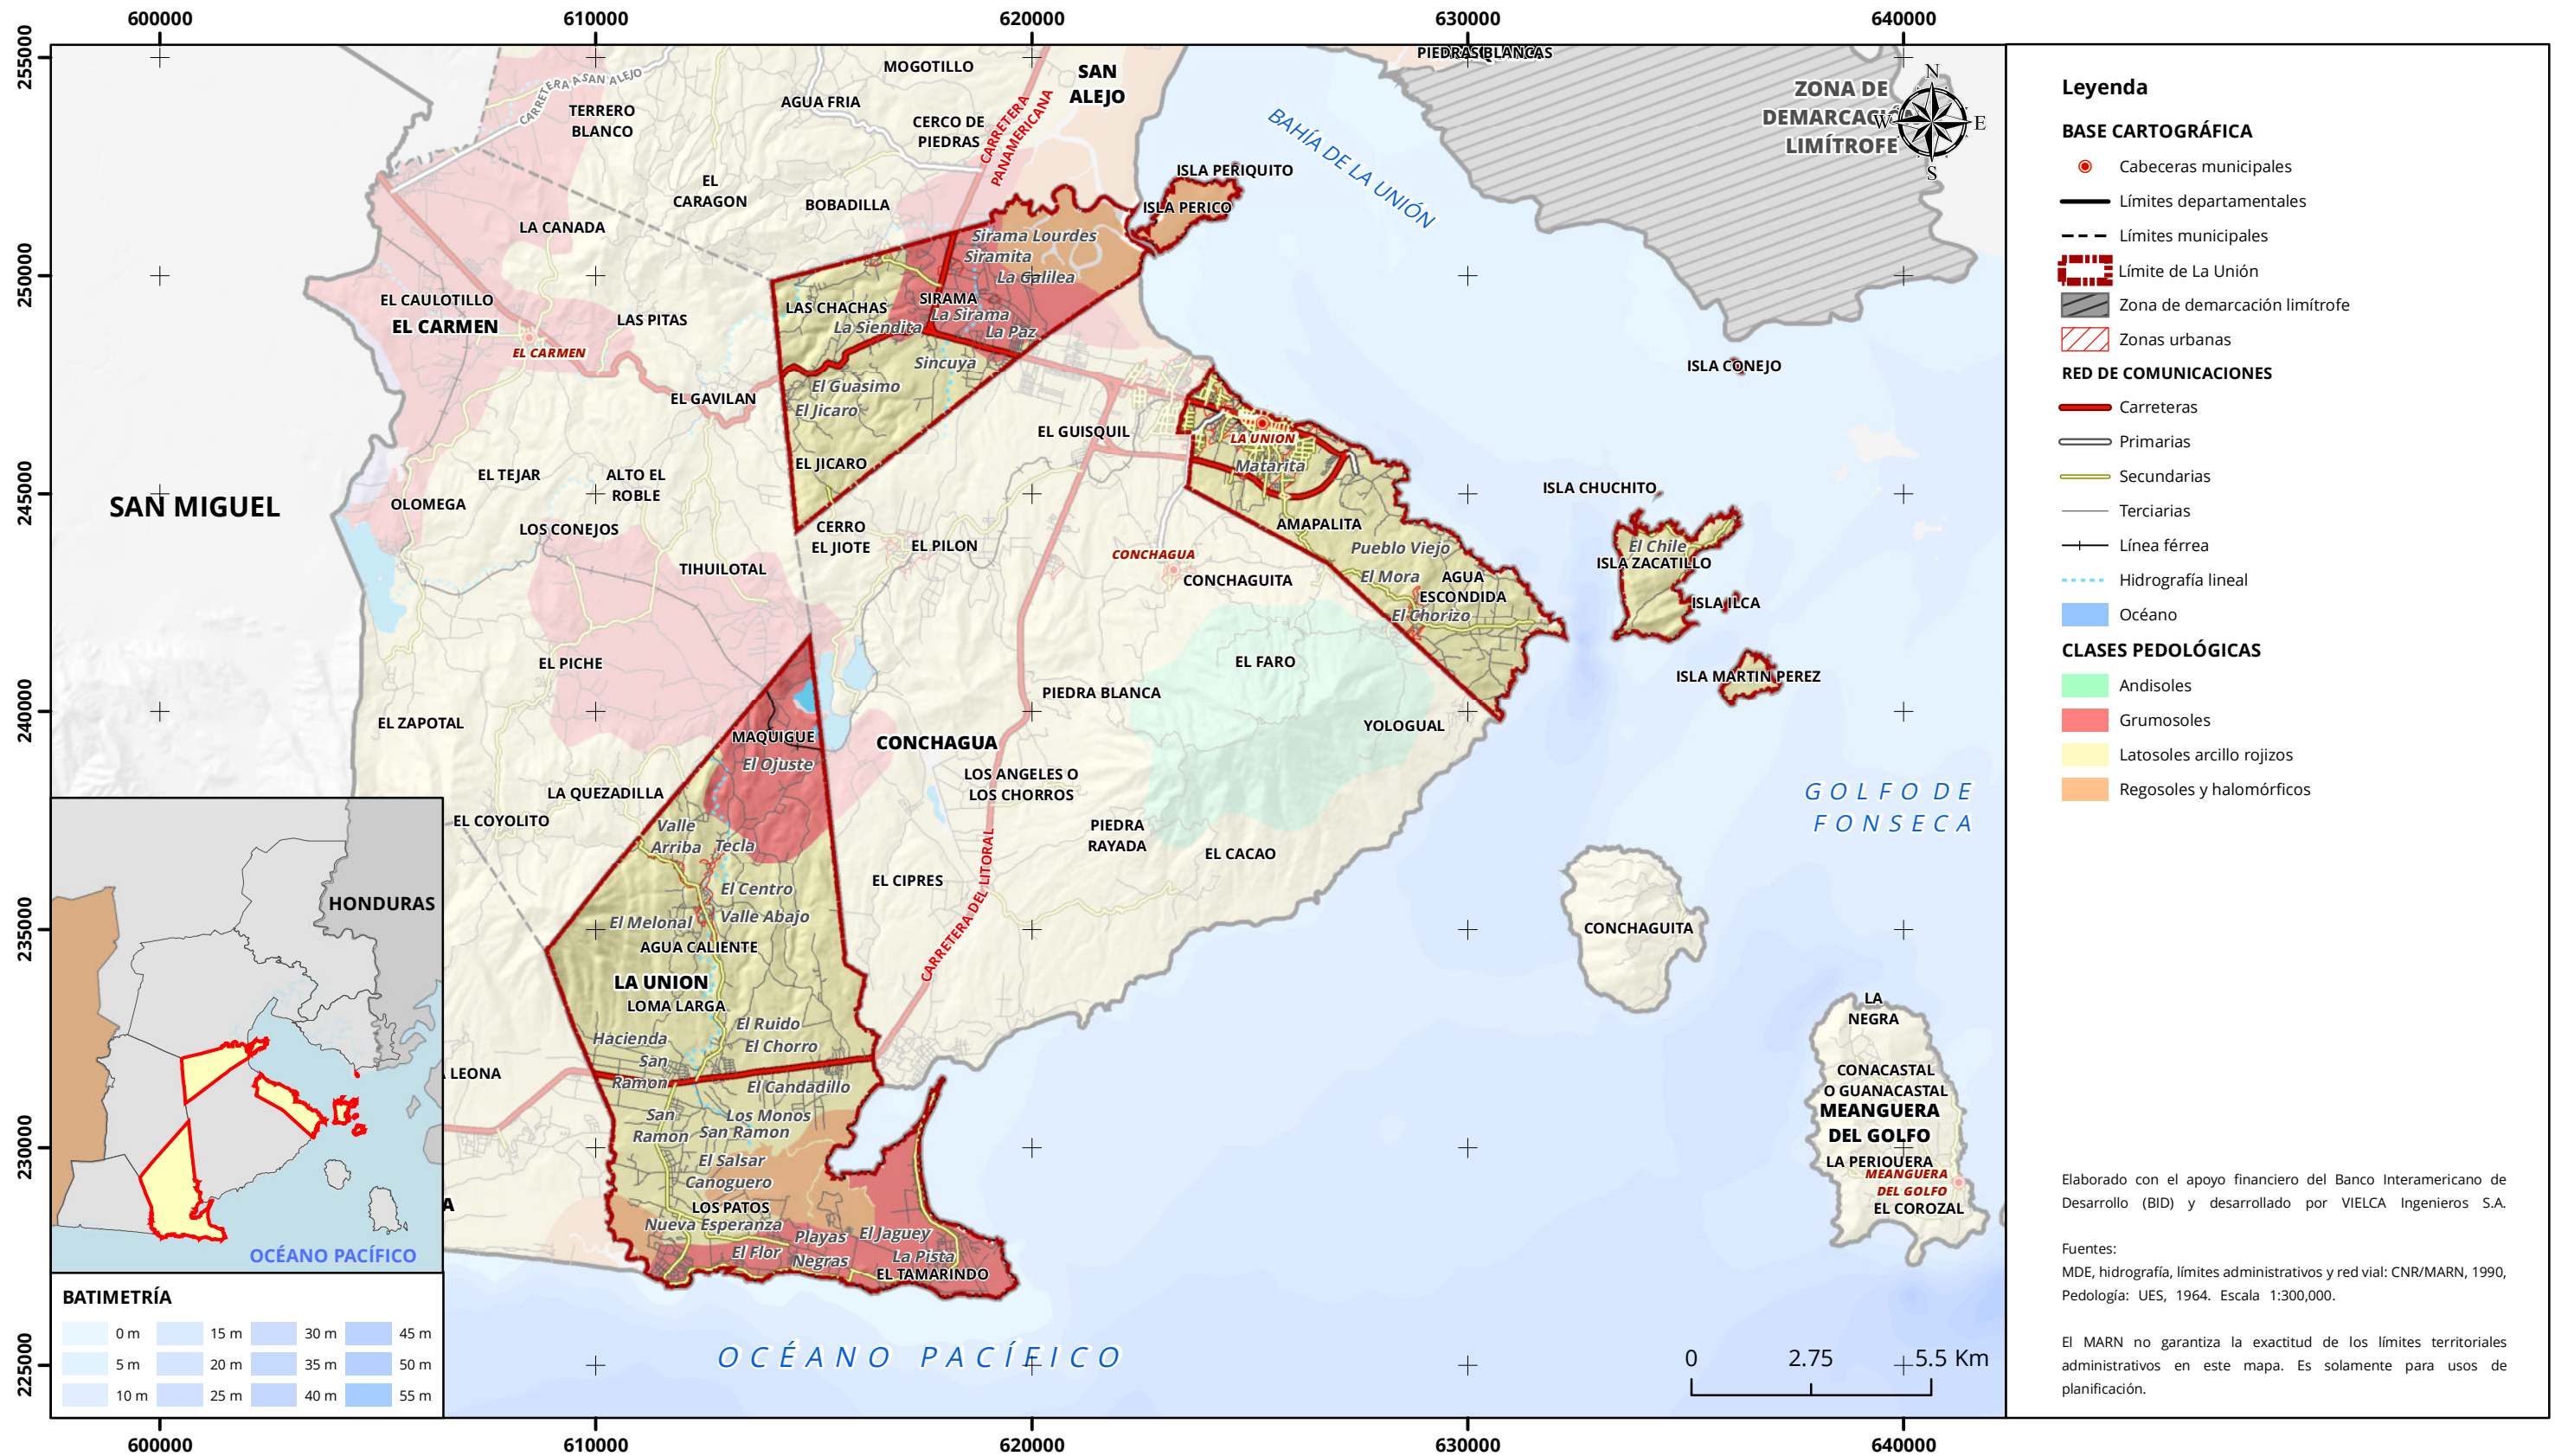 600000
610000
620000
630000
640000
255000
250000
245000
240000
235000
230000
225000
MOGOTILLO
SAN
ALEJO
PIEDRAS BLANCAS
CARRETERA A SAN ALEJO
TERRERO
BLANCO
AGUA FRIA
CERCO DE
PIEDRAS
CARRETERA
PANAMERICANA
ZONA DE
DEMARCACIÓN
LIMÍTROFE
N
W
E
S
BAHÍA DE LA UNIÓN
ISLA PERIQUITO
ISLA PERICO
EL
CARAGON
BOBADILLA
LA CANADA
Sirama Lourdes
Siramita
La Galilea
EL CAULOTILLO
EL CARMEN
EL CARMEN
LAS PITAS
LAS CHACHAS
SIRAMA
La Sirama
La Siendita
La Paz
Sincuya
ISLA CONEJO
EL GAVILAN
El Guasimo
El Jicaro
EL GUISQUIL
LA UNION
Matarita
EL JICARO
EL TEJAR
ALTO EL
ROBLE
ISLA CHUCHITO
SAN MIGUEL
OLOMEGA
LOS CONEJOS
CERRO
EL JIOTE
EL PILON
CONCHAGUA
AMAPALITA
Pueblo Viejo
El Chile
ISLA ZACATILLO
TIHUILOTAL
CONCHAGUITA
El Mora
AGUA
ESCONDIDA
El Chorizo
ISLA ILCA
EL PICHE
EL FARO
ISLA MARTIN PEREZ
PIEDRA BLANCA
EL ZAPOTAL
YOLOGUAL
MAQUIGUE
CONCHAGUA
El Ojuste
LOS ANGELES O
LOS CHORROS
LA QUEZADILLA
GOLFO DE
FONSECA
EL COYOLITO
Valle
Arriba
Tecla
PIEDRA
RAYADA
EL CACAO
CARRETERA DEL LITORAL
EL CIPRES
El Centro
El Melonal
Valle Abajo
AGUA CALIENTE
CONCHAGUITA
LA UNION
LOMA LARGA
LA
NEGRA
El Ruido
Hacienda
San
Ramon
El Chorro
LEONA
El Candadillo
CONACASTAL
O GUANACASTAL
MEANGUERA
DEL GOLFO
San
Ramon
Los Monos
San Ramon
El Salsar
Canoguero
LA PERIQUERA
MEANGUERA
DEL GOLFO
EL COROZAL
A
LOS PATOS
Nueva Esperanza
Playas
Negras
El Jaguey
El Flor
La Pista
EL TAMARINDO
OCÉANO PACÍFICO
0 2.75 5.5 Km
HONDURAS
OCÉANO PACÍFICO
BATIMETRÍA
0 m 15 m 30 m 45 m
5 m 20 m 35 m 50 m
10 m 25 m 40 m 55 m
600000
610000
620000
630000
640000
Leyenda
BASE CARTOGRÁFICA
Cabeceras municipales
Límites departamentales
Límites municipales
Límite de La Unión
Zona de demarcación limítrofe
Zonas urbanas
RED DE COMUNICACIONES
Carreteras
Primarias
Secundarias
Terciarias
Línea férrea
Hidrografía lineal
Océano
CLASES PEDOLÓGICAS
Andisoles
Grumosoles
Latosoles arcillo rojizos
Regosoles y halomórficos
Elaborado con el apoyo financiero del Banco Interamericano de
Desarrollo (BID) y desarrollado por VIELCA Ingenieros S.A.
Fuentes:
MDE, hidrografía, límites administrativos y red vial: CNR/MARN, 1990,
Pedología: UES, 1964. Escala 1:300,000.
El MARN no garantiza la exactitud de los límites territoriales
administrativos en este mapa. Es solamente para usos de
planificación.